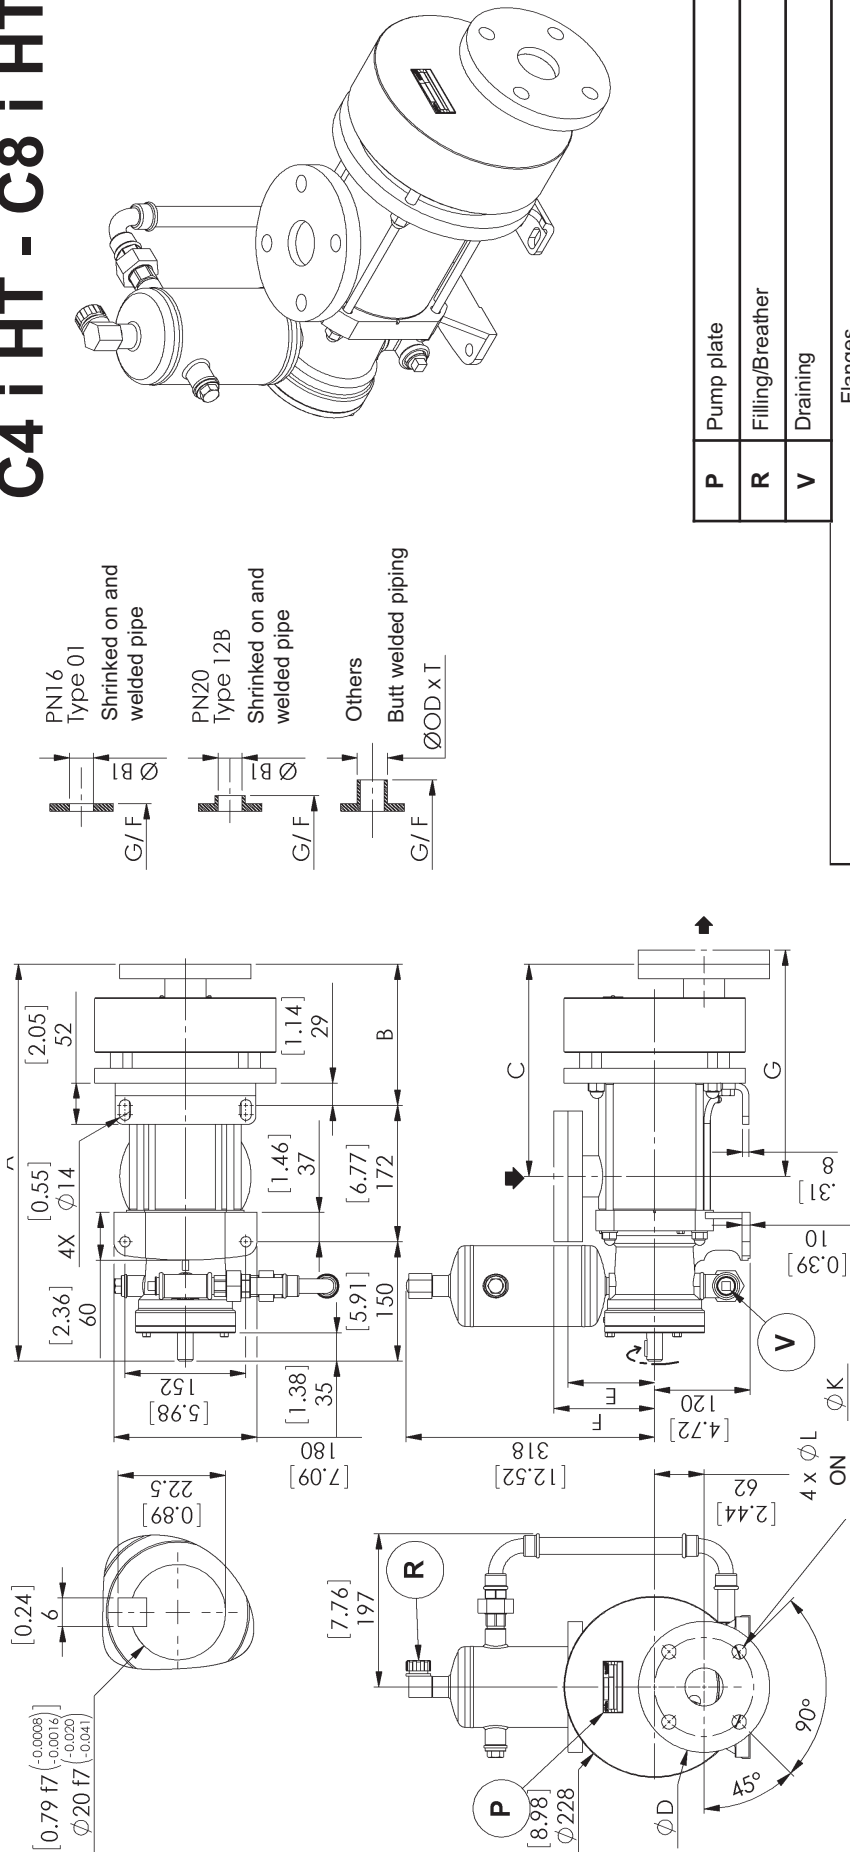 C4 i HT - C8 i HT
PN16
Type 01
Shrinked on and
welded pipe
Ø B1
G/ F
PN20
Type 12B
Shrinked on and
welded pipe
Ø B1
G/ F
Others
Butt welded piping
ØOD x T
G/ F
P Pump plate
R Filling/Breather
V Draining
Flanges
[2.05]
52
[1.14]
29
B
4X Ø14
[0.55]
[1.46]
37
[6.77]
172
[2.36]
60
[5.91]
150
[1.38]
35
152
[5.98]
180
[7.09]
C
G
8
.31]
10
[0.39]
V
E
F
120
[4.72]
318
[12.52]
[0.24]
6
22.5
[0.89]
[0.79 f7 (-0.0008 -0.0016)
Ø20 f7 (-0.020 -0.041)
[7.76]
197
R
P
[8.98]
Ø228
62
[2.44]
4 x ØL
ON ØK
ØD
45°
90°